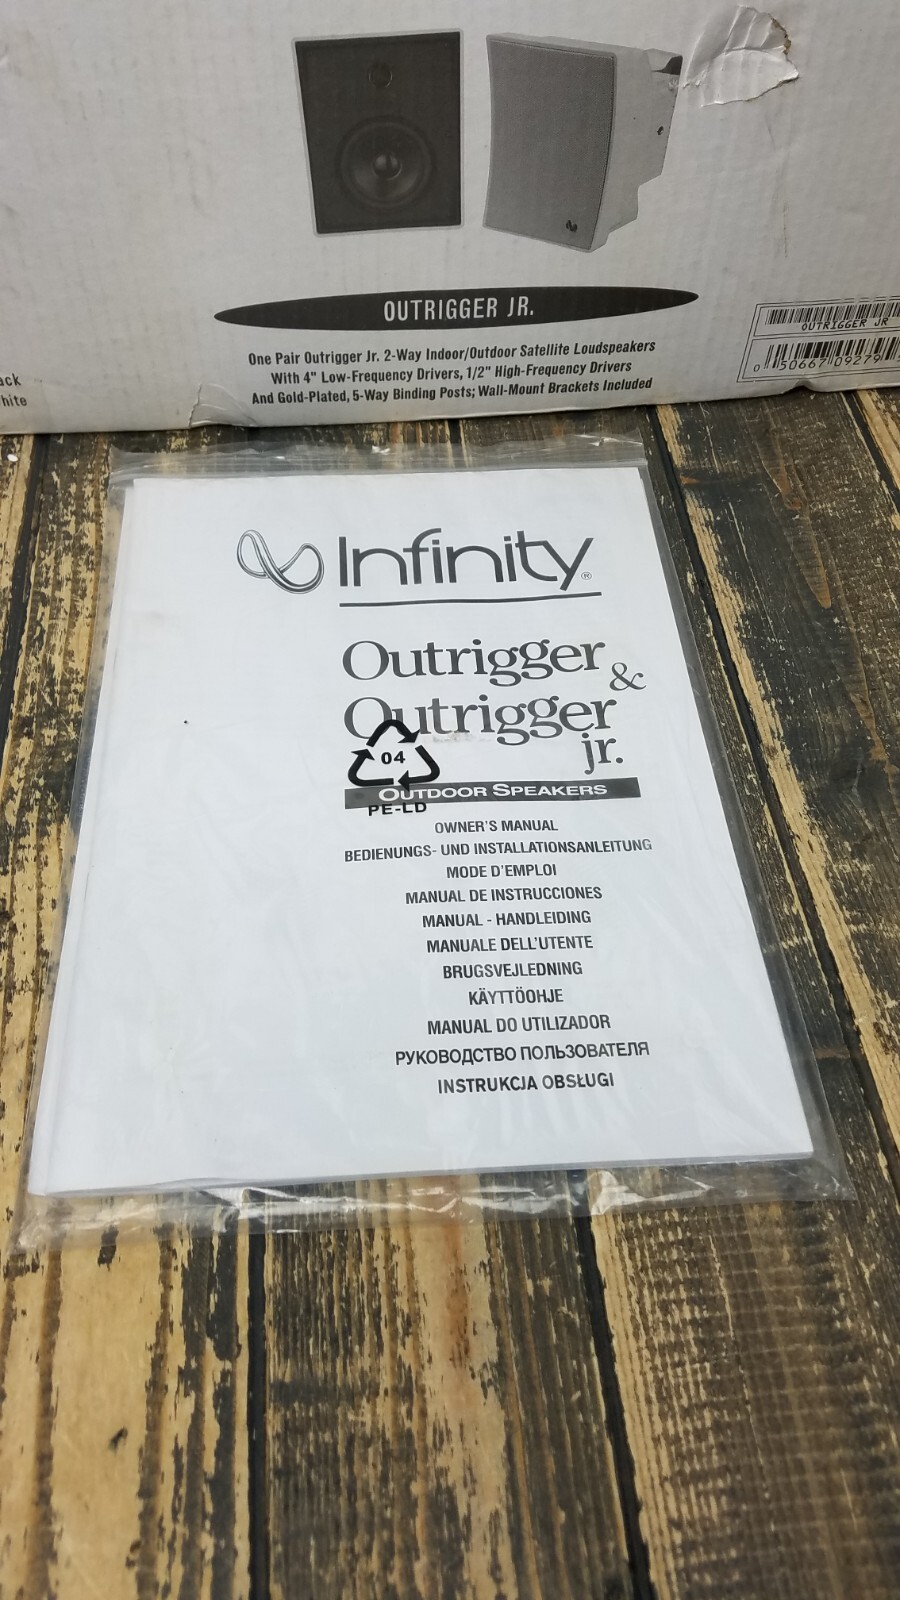 OUTRIGGER JR.
One Pair Outrigger Jr. 2-Way Indoor/Outdoor Satellite Loudspeakers
With 4" Low-Frequency Drivers, 1/2" High-Frequency Drivers
And Gold-Plated, 5-Way Binding Posts; Wall-Mount Brackets Included
OUTRIGGER JR
0 50667 09279
ack
hite
Infinity®
Outrigger &
Outrigger
jr.
04
PE-LD
OUTDOOR SPEAKERS
OWNER'S MANUAL
BEDIENUNGS- UND INSTALLATIONSANLEITUNG
MODE D'EMPLOI
MANUAL DE INSTRUCCIONES
MANUAL - HANDLEIDING
MANUALE DELL'UTENTE
BRUGSVEJLEDNING
KÄYTTÖOHJE
MANUAL DO UTILIZADOR
РУКОВОДСТВО ПОЛЬЗОВАТЕЛЯ
INSTRUKCJA OBSŁUGI